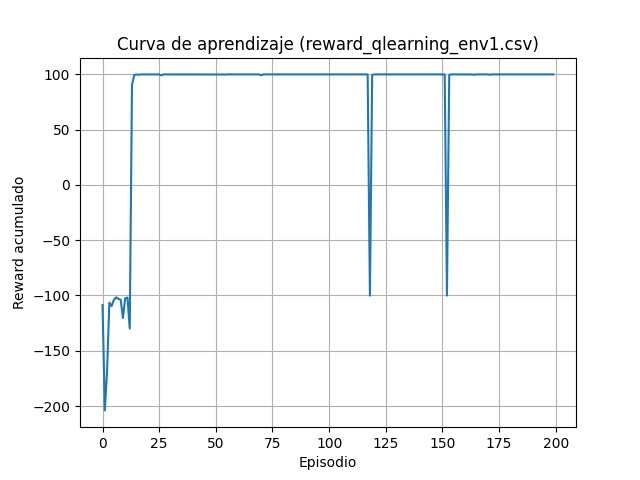 Curva de aprendizaje (reward_qlearning_env1.csv)
Reward acumulado
100
50
0
−50
−100
−150
−200
0 25 50 75 100 125 150 175 200
Episodio